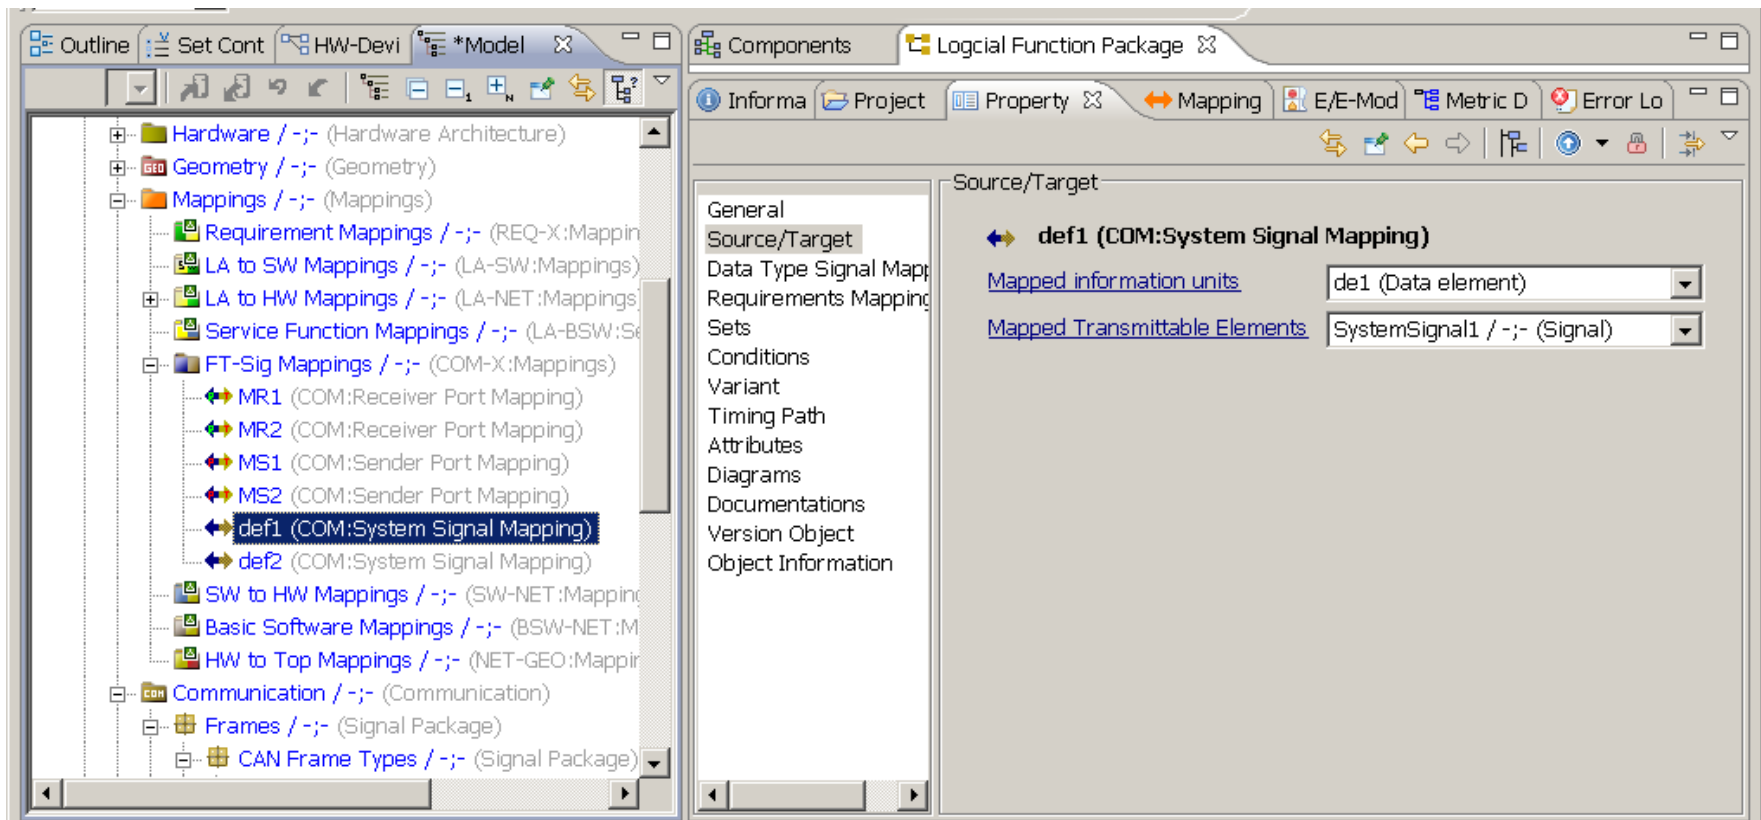 Outline
Set Cont
HW-Devi
*Model
Hardware / -;- (Hardware Architecture)
Geometry / -;- (Geometry)
Mappings / -;- (Mappings)
Requirement Mappings / -;- (REQ-X:Mappin
LA to SW Mappings / -;- (LA-SW:Mappings)
LA to HW Mappings / -;- (LA-NET:Mappings
Service Function Mappings / -;- (LA-BSW:Se
FT-Sig Mappings / -;- (COM-X:Mappings)
MR1 (COM:Receiver Port Mapping)
MR2 (COM:Receiver Port Mapping)
MS1 (COM:Sender Port Mapping)
MS2 (COM:Sender Port Mapping)
def1 (COM:System Signal Mapping)
def2 (COM:System Signal Mapping)
SW to HW Mappings / -;- (SW-NET:Mapping
Basic Software Mappings / -;- (BSW-NET:M
HW to Top Mappings / -;- (NET-GEO:Mappin
Communication / -;- (Communication)
Frames / -;- (Signal Package)
CAN Frame Types / -;- (Signal Package)
Components
Logcial Function Package
Informa
Project
Property
Mapping
E/E-Mod
Metric D
Error Lo
General
Source/Target
Data Type Signal Mapp
Requirements Mapping
Sets
Conditions
Variant
Timing Path
Attributes
Diagrams
Documentations
Version Object
Object Information
Source/Target
def1 (COM:System Signal Mapping)
Mapped information units de1 (Data element)
Mapped Transmittable Elements SystemSignal1 / -;- (Signal)